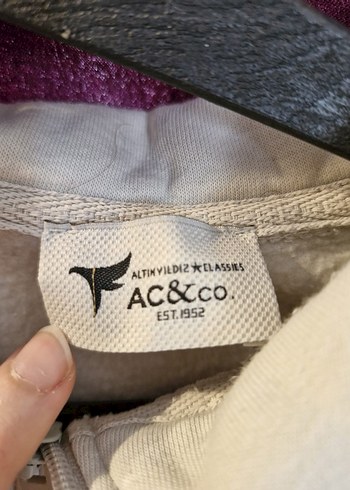 ALTINYILDIZ ★ CLASSICS
AC&CO.
EST.1952